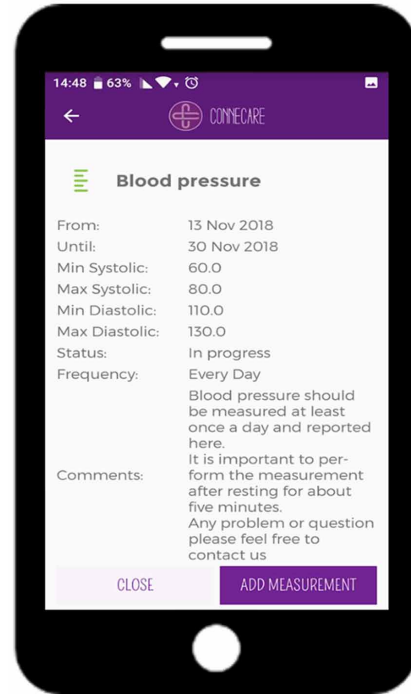 14:48 63%
CONNECARE
Blood pressure
From: 13 Nov 2018
Until: 30 Nov 2018
Min Systolic: 60.0
Max Systolic: 80.0
Min Diastolic: 110.0
Max Diastolic: 130.0
Status: In progress
Frequency: Every Day
Comments:
Blood pressure should
be measured at least
once a day and reported
here.
It is important to per-
form the measurement
after resting for about
five minutes.
Any problem or question
please feel free to
contact us
CLOSE ADD MEASUREMENT